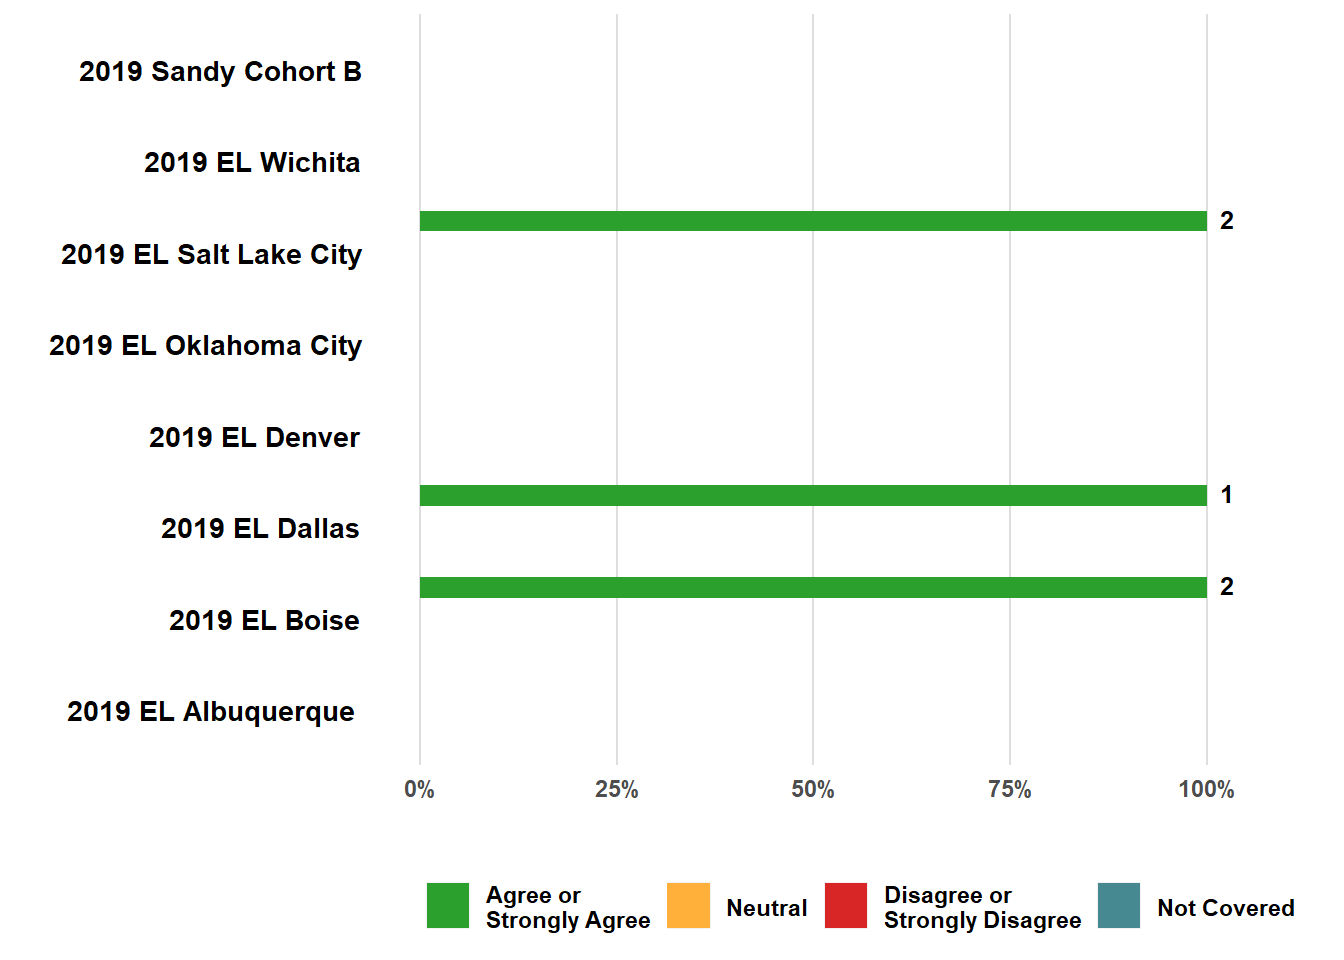 2019 Sandy Cohort B
2019 EL Wichita
2
2019 EL Salt Lake City
2019 EL Oklahoma City
2019 EL Denver
1
2019 EL Dallas
2
2019 EL Boise
2019 EL Albuquerque
0% 25% 50% 75% 100%
Agree or
Strongly Agree
Neutral
Disagree or
Strongly Disagree
Not Covered